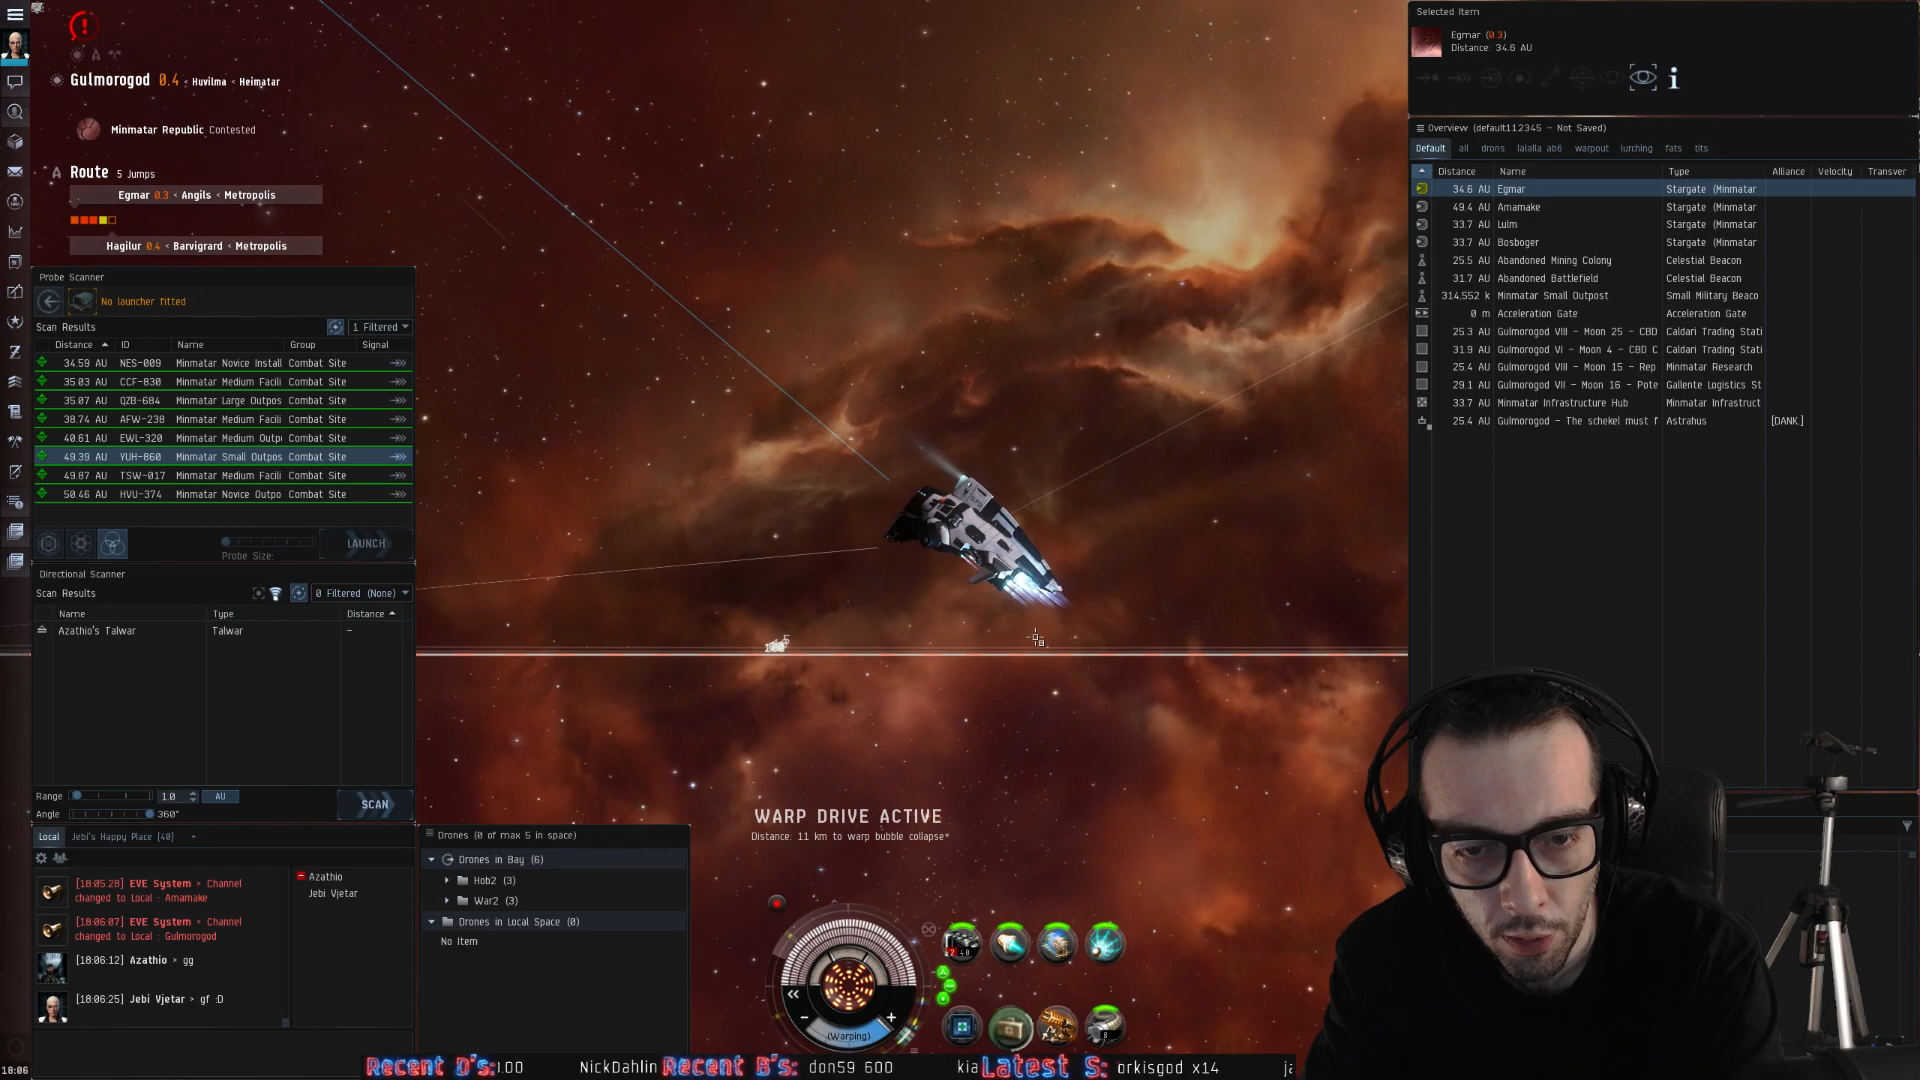 Gulmorogod 0.4 < Huvilma < Heimatar
Minmatar Republic Contested
Route 5 Jumps
Egmar 0.3 < Angils < Metropolis
Hagilur 0.4 < Barvigrard < Metropolis
Probe Scanner
No launcher fitted
Scan Results 1 Filtered
Distance ID Name Group Signal
34.59 AU NES-009 Minmatar Novice Install Combat Site
35.03 AU CCF-830 Minmatar Medium Facili Combat Site
35.07 AU QZB-684 Minmatar Large Outpos Combat Site
38.74 AU AFW-238 Minmatar Medium Facili Combat Site
40.61 AU EWL-320 Minmatar Medium Outp Combat Site
49.39 AU YUH-860 Minmatar Small Outpos Combat Site
49.87 AU TSW-017 Minmatar Medium Facili Combat Site
50.46 AU HVU-374 Minmatar Novice Outpo Combat Site
Probe Size:
LAUNCH
Directional Scanner
Scan Results 0 Filtered (None)
Name Type Distance
Azathio's Talwar Talwar -
Range 1.0 AU
Angle 360°
SCAN
Local Jebi's Happy Place [40] +
[18:05:28] EVE System > Channel
changed to Local : Amamake
[18:06:07] EVE System > Channel
changed to Local : Gulmorogod
[18:06:12] Azathio > gg
[18:06:25] Jebi Vjetar > gf :D
Azathio
Jebi Vjetar
18:06
Drones (0 of max 5 in space)
Drones in Bay (6)
Hob2 (3)
War2 (3)
Drones in Local Space (0)
No Item
WARP DRIVE ACTIVE
Distance: 11 km to warp bubble collapse*
(Warping)
Selected Item
Egmar (0.3)
Distance: 34.6 AU
Overview (default112345 - Not Saved)
Default all drons lalalla ab6 warpout lurching fats tits
Distance Name Type Alliance Velocity Transver
34.6 AU Egmar Stargate (Minmatar
49.4 AU Amamake Stargate (Minmatar
33.7 AU Lulm Stargate (Minmatar
33.7 AU Bosboger Stargate (Minmatar
25.5 AU Abandoned Mining Colony Celestial Beacon
31.7 AU Abandoned Battlefield Celestial Beacon
314,552 k Minmatar Small Outpost Small Military Beaco
0 m Acceleration Gate Acceleration Gate
25.3 AU Gulmorogod VIII - Moon 25 - CBD Caldari Trading Stati
31.9 AU Gulmorogod VI - Moon 4 - CBD C Caldari Trading Stati
25.4 AU Gulmorogod VIII - Moon 15 - Rep Minmatar Research
29.1 AU Gulmorogod VII - Moon 16 - Pote Gallente Logistics St
33.7 AU Minmatar Infrastructure Hub Minmatar Infrastruct
25.4 AU Gulmorogod - The schekel must f Astrahus [DANK.]
Recent D's: 0.00 NickDahlin Recent B's: don59 600 kia Latest S: orkisgod x14 ja